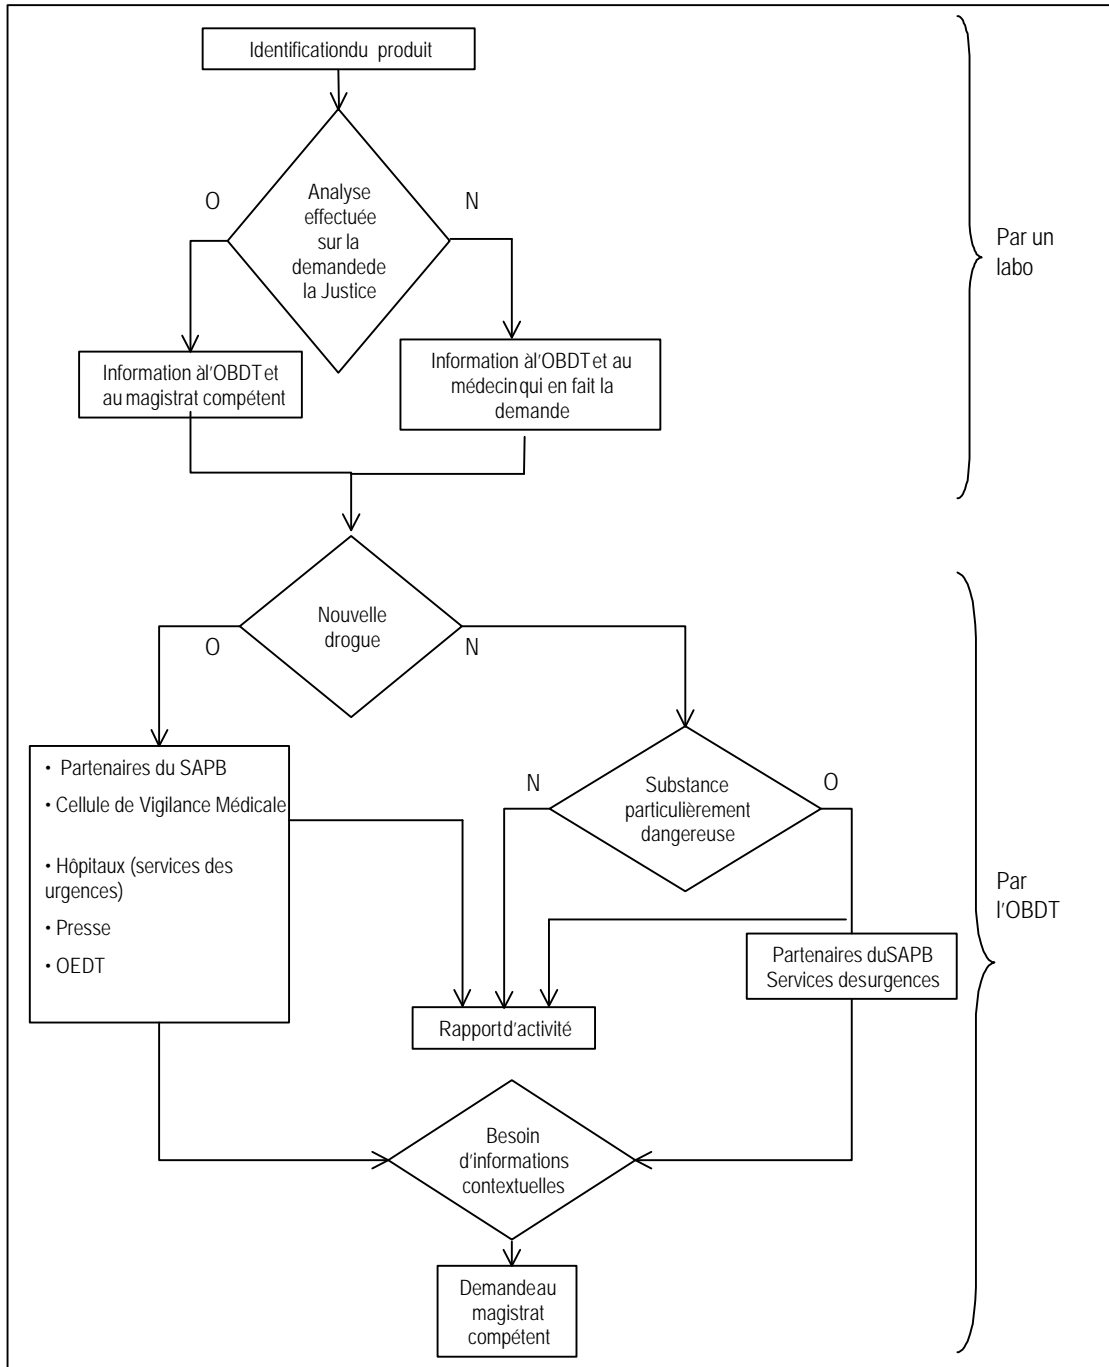 Identificationdu produit
O
N
Analyse
effectuée
sur la
demandede
la Justice
Par un
labo
Information àl'OBDT et
au magistrat compétent
Information àl'OBDT et au
médecin qui en fait la
demande
Nouvelle
drogue
O
N
• Partenaires du SAPB
• Cellule de Vigilance Médicale
• Hôpitaux (services des
urgences)
• Presse
• OEDT
N
O
Substance
particulièrement
dangereuse
Par
l'OBDT
Partenaires duSAPB
Services desurgences
Rapport d'activité
Besoin
d'informations
contextuelles
Demandeau
magistrat
compétent